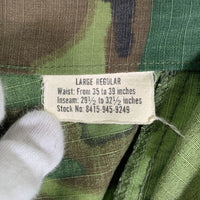 LARGE REGULAR
Waist: From 35 to 39 inches
Inseam: 29½ to 32½ inches
Stock No: 8415-945-9249